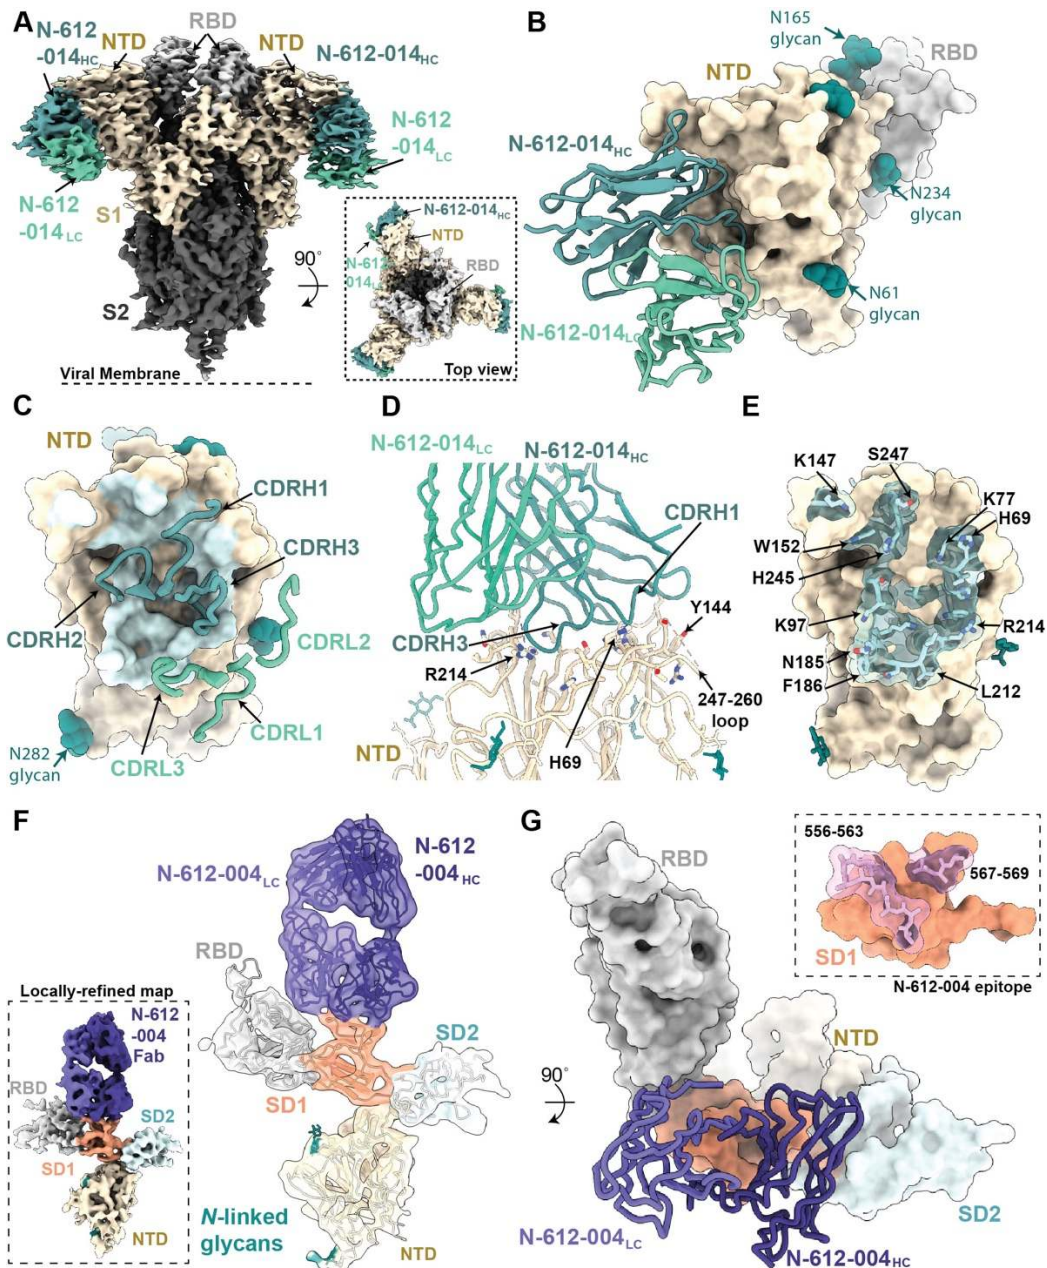 A
RBD
N-612
-014HC
NTD
NTD
N-612-014HC
N-612
-014LC
N-612
-014LC
S1
S2
90°
Viral Membrane
N-612-014HC
NTD
N-612
-014LC
RBD
Top view
B
N165
glycan
RBD
NTD
N-612-014HC
N234
glycan
N61
glycan
N-612-014LC
C
NTD
CDRH1
CDRH3
CDRH2
CDRL2
CDRL1
CDRL3
N282
glycan
D
N-612-014LC
N-612-014HC
CDRH1
CDRH3
Y144
R214
247-260
loop
NTD
H69
E
S247
K147
K77
H69
W152
H245
K97
R214
N185
F186
L212
F
N-612-004LC
N-612
-004HC
RBD
SD2
SD1
N-linked
glycans
NTD
Locally-refined map
N-612
-004
Fab
RBD
SD2
SD1
NTD
G
RBD
556-563
567-569
SD1
N-612-004 epitope
NTD
90°
SD2
N-612-004LC
N-612-004HC